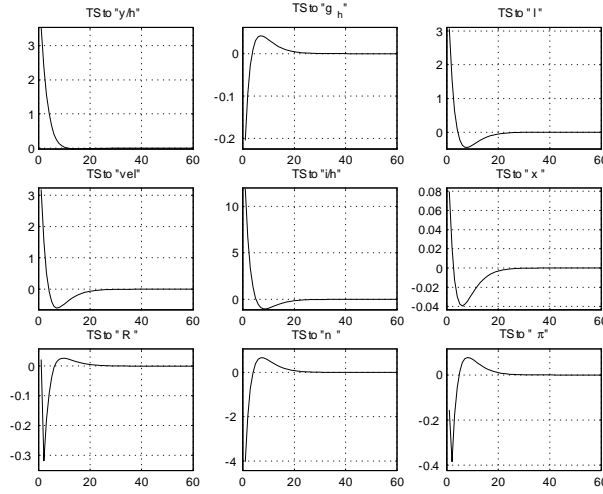 TS to "y/h"
3
2
1
0
0 20 40 60
TS to "g h"
0
-0.1
-0.2
0 20 40 60
TS to "l"
3
2
1
0
0 20 40 60
TS to "vel"
3
2
1
0
0 20 40 60
TS to "i/h"
10
5
0
0 20 40 60
TS to "x"
0.08
0.06
0.04
0.02
0
-0.02
-0.04
0 20 40 60
TS to "R"
0
-0.1
-0.2
-0.3
0 20 40 60
TS to "n"
0
-2
-4
0 20 40 60
TS to "π"
0
-0.2
-0.4
0 20 40 60